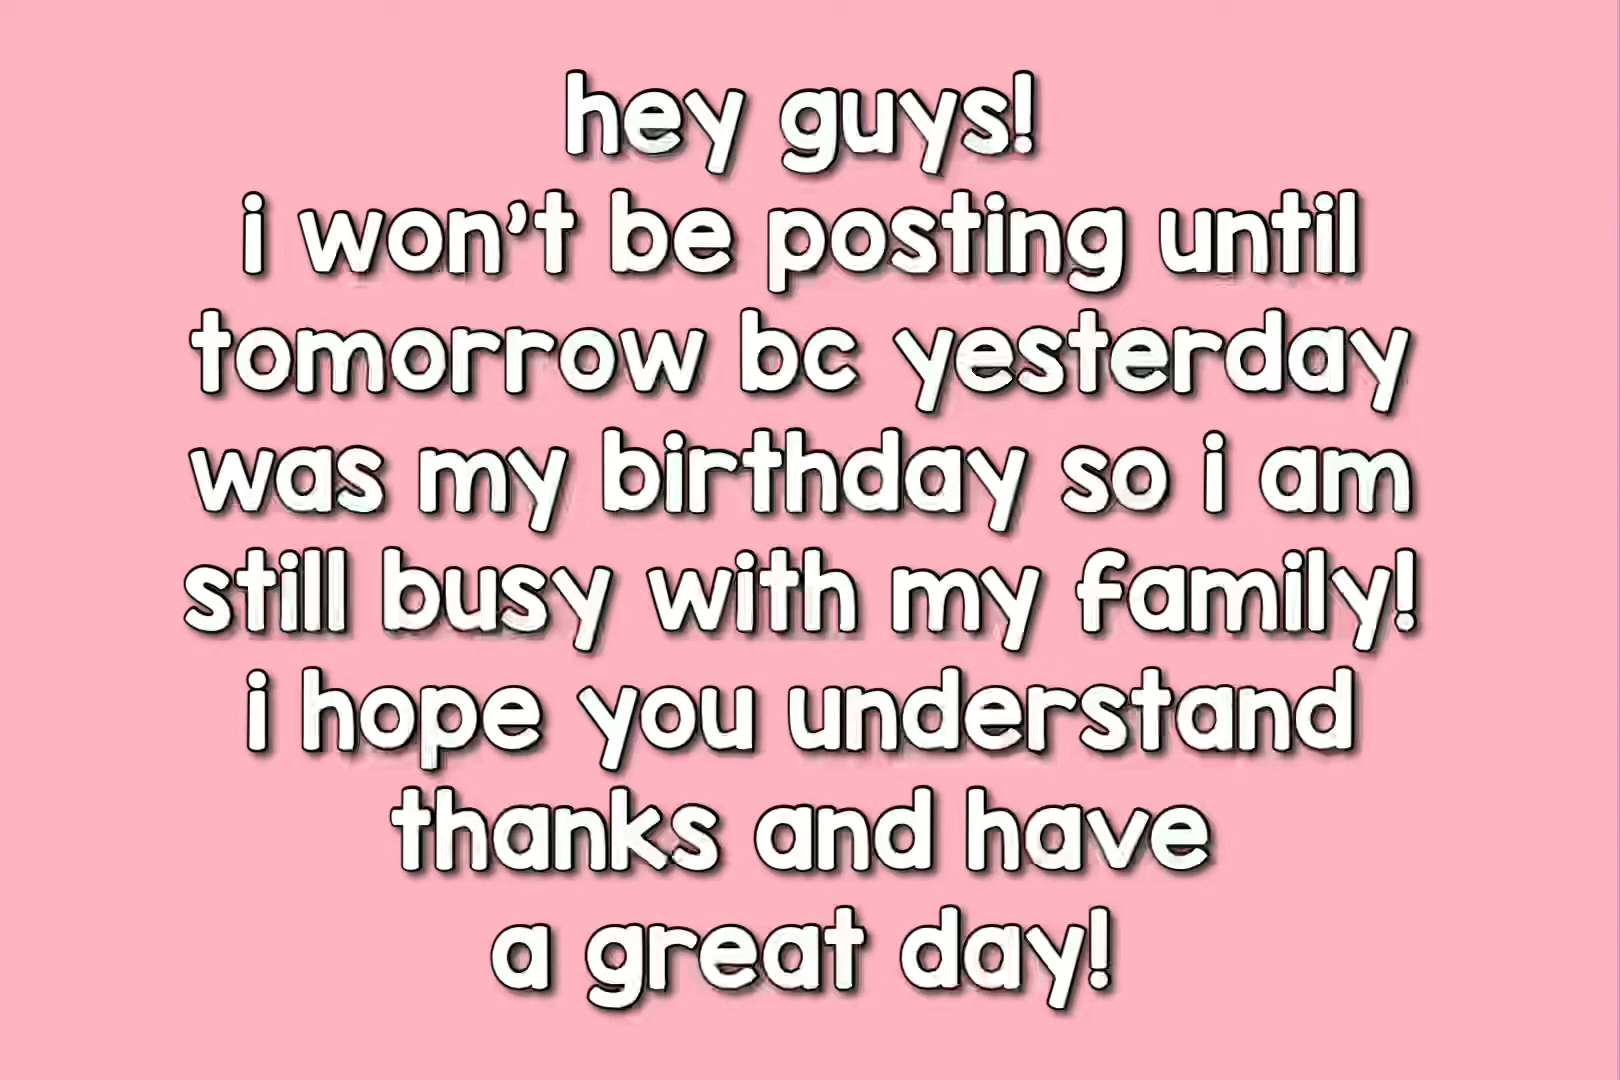 hey guys!
i won't be posting until
tomorrow bc yesterday
was my birthday so i am
still busy with my family!
i hope you understand
thanks and have
a great day!